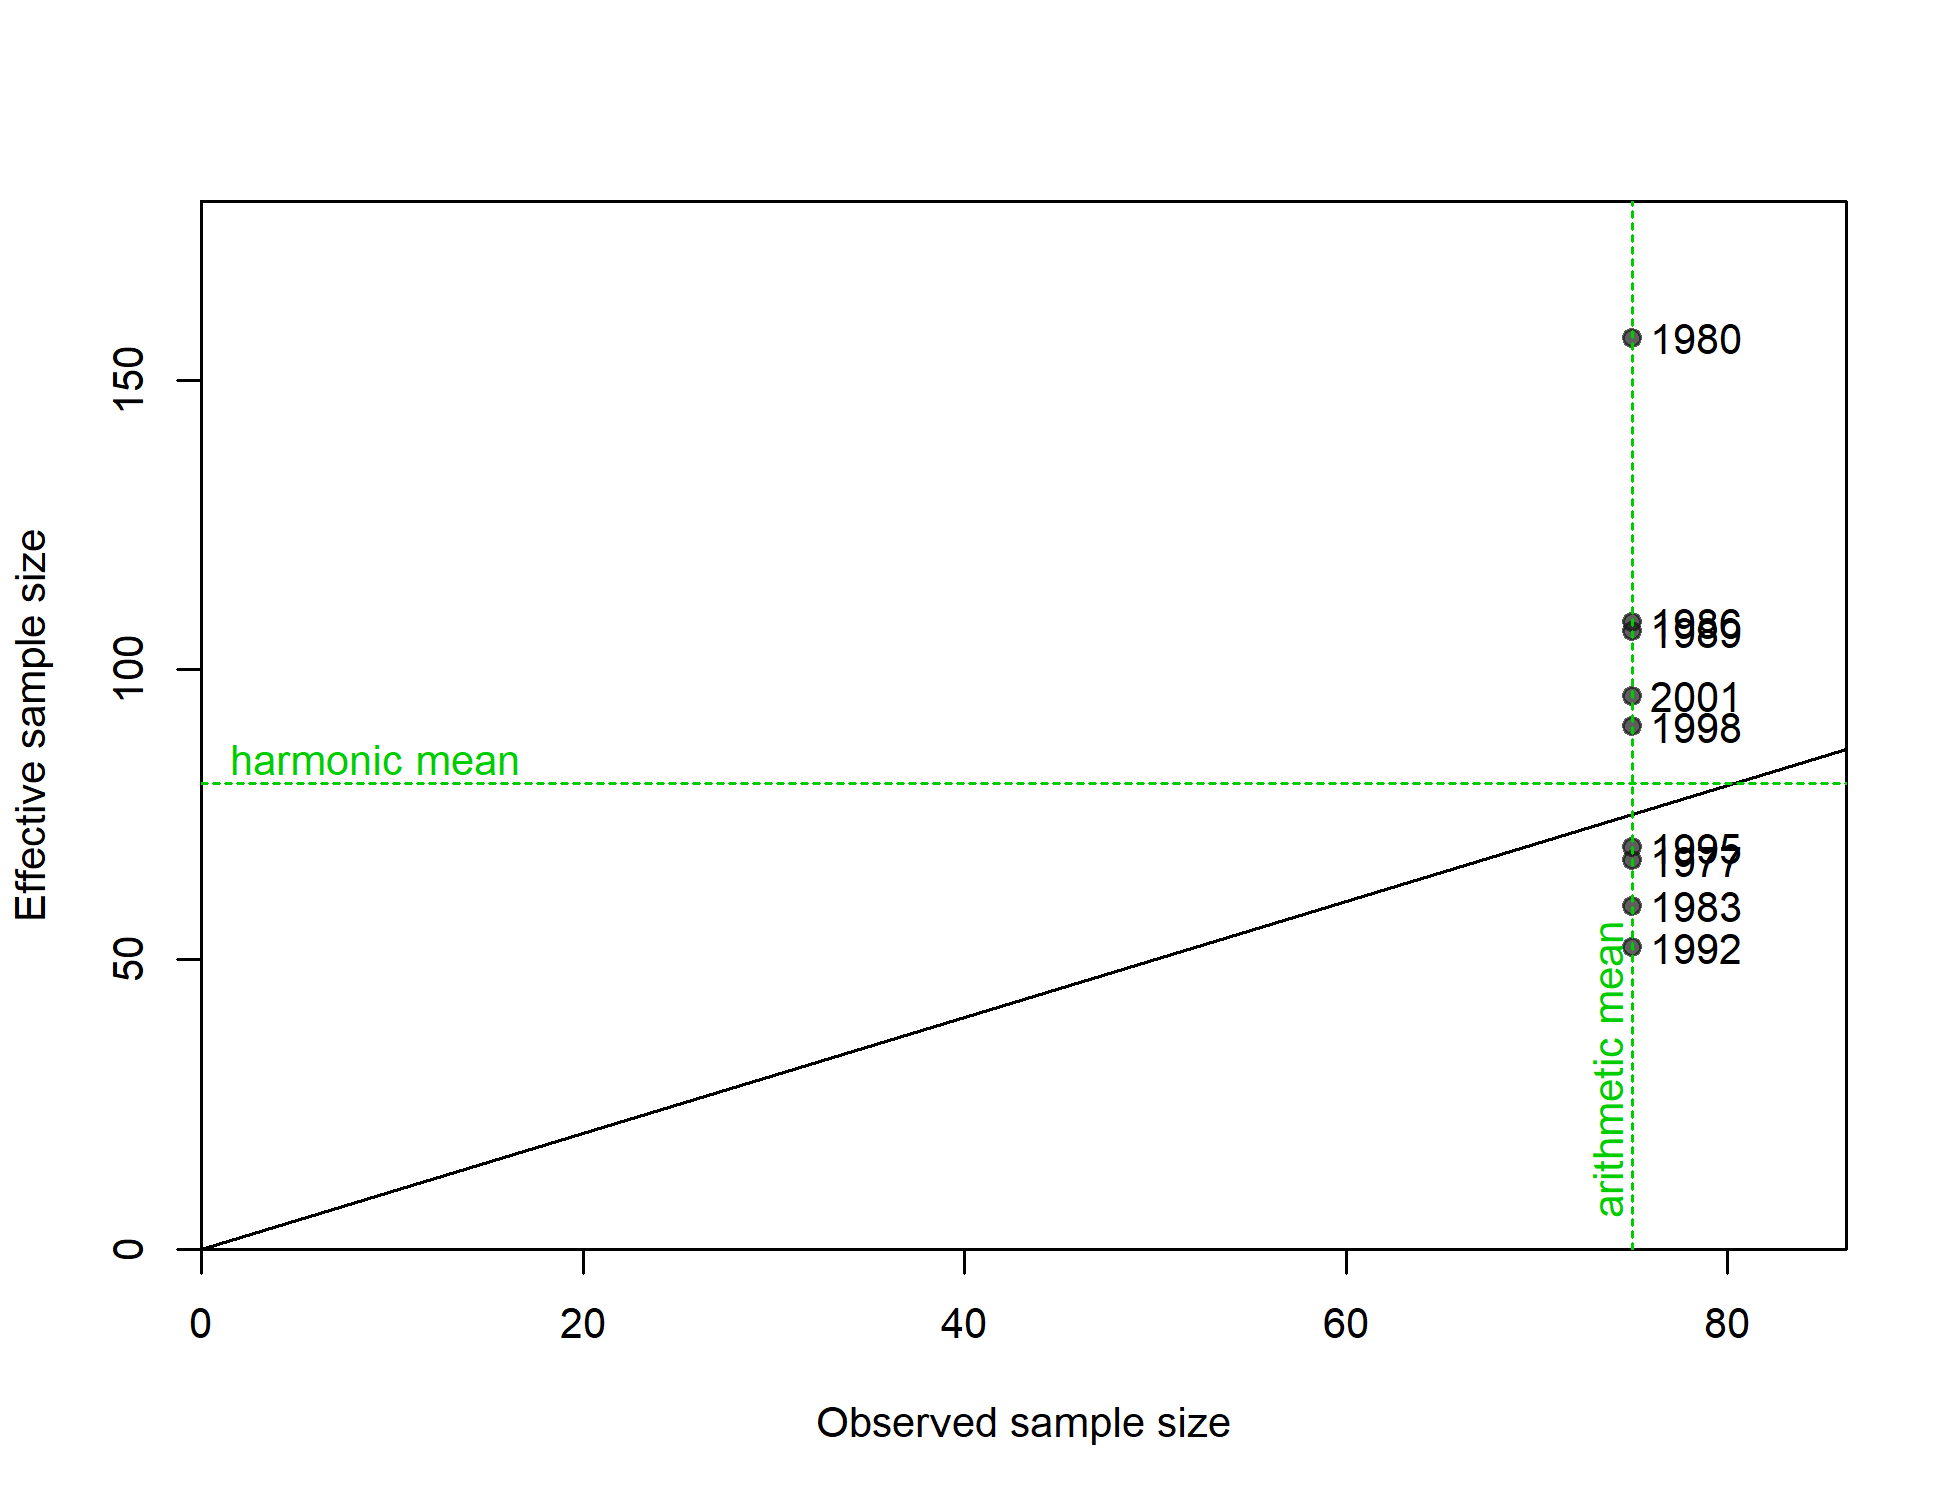 1980
1986
1989
2001
1998
harmonic mean
1995
1977
1983
1992
arithmetic mean
Effective sample size
0
50
100
150
0 20 40 60 80
Observed sample size